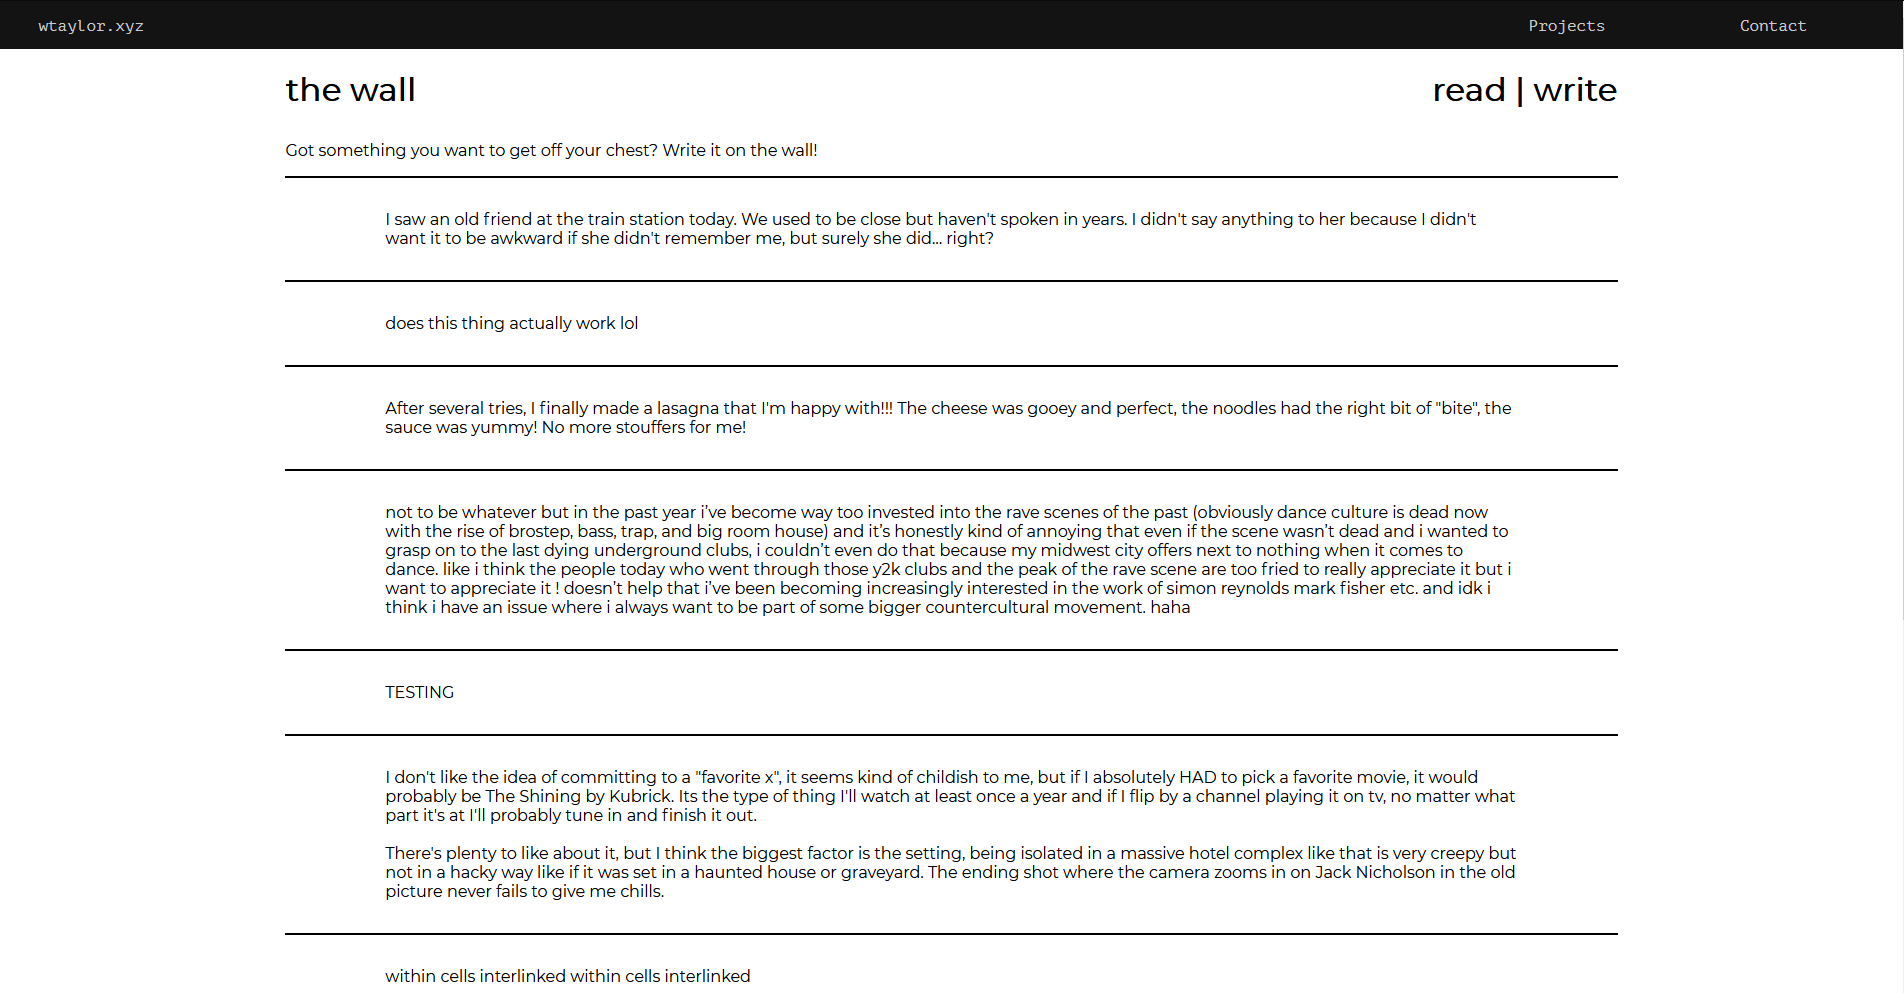 wtaylor.xyz Projects Contact
the wall read | write
Got something you want to get off your chest? Write it on the wall!
I saw an old friend at the train station today. We used to be close but haven't spoken in years. I didn't say anything to her because I didn't
want it to be awkward if she didn't remember me, but surely she did... right?
does this thing actually work lol
After several tries, I finally made a lasagna that I'm happy with!!! The cheese was gooey and perfect, the noodles had the right bit of "bite", the
sauce was yummy! No more stouffers for me!
not to be whatever but in the past year i’ve become way too invested into the rave scenes of the past (obviously dance culture is dead now
with the rise of brostep, bass, trap, and big room house) and it’s honestly kind of annoying that even if the scene wasn’t dead and i wanted to
grasp on to the last dying underground clubs, i couldn’t even do that because my midwest city offers next to nothing when it comes to
dance. like i think the people today who went through those y2k clubs and the peak of the rave scene are too fried to really appreciate it but i
want to appreciate it ! doesn’t help that i’ve been becoming increasingly interested in the work of simon reynolds mark fisher etc. and idk i
think i have an issue where i always want to be part of some bigger countercultural movement. haha
TESTING
I don't like the idea of committing to a "favorite x", it seems kind of childish to me, but if I absolutely HAD to pick a favorite movie, it would
probably be The Shining by Kubrick. Its the type of thing I'll watch at least once a year and if I flip by a channel playing it on tv, no matter what
part it's at I'll probably tune in and finish it out.
There's plenty to like about it, but I think the biggest factor is the setting, being isolated in a massive hotel complex like that is very creepy but
not in a hacky way like if it was set in a haunted house or graveyard. The ending shot where the camera zooms in on Jack Nicholson in the old
picture never fails to give me chills.
within cells interlinked within cells interlinked